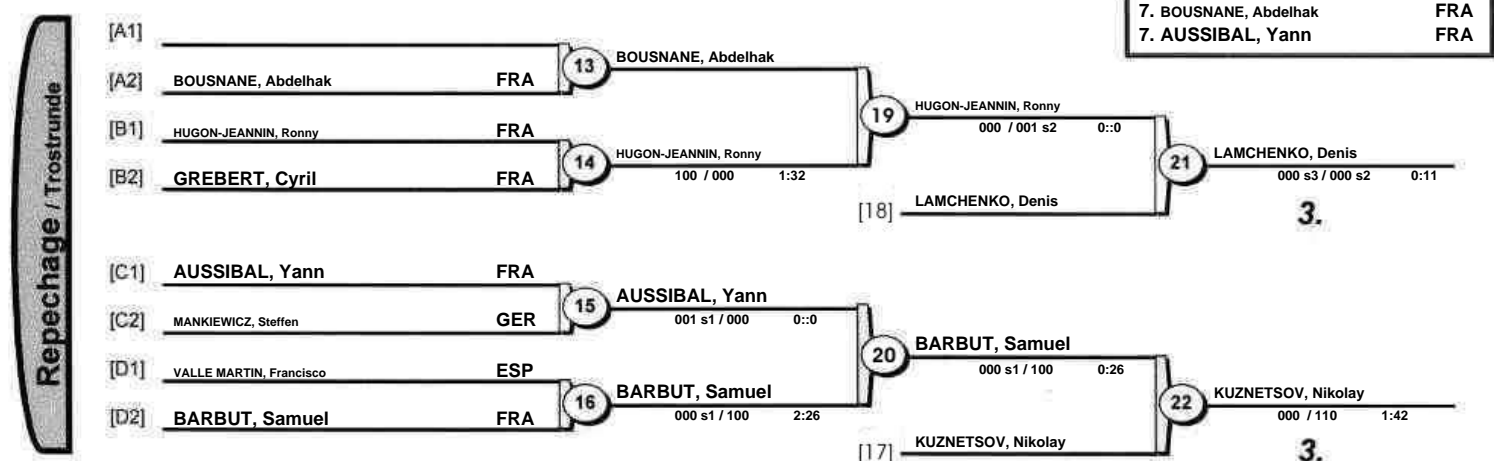 7. BOUSNANE, Abdelhak FRA
7. AUSSIBAL, Yann FRA
Repechage / Trostrunde
[A1]
[A2] BOUSNANE, Abdelhak FRA
13 BOUSNANE, Abdelhak
[B1] HUGON-JEANNIN, Ronny FRA
[B2] GREBERT, Cyril FRA
14 HUGON-JEANNIN, Ronny
100 / 000 1:32
19 HUGON-JEANNIN, Ronny
000 / 001 s2 0::0
[18] LAMCHENKO, Denis
21 LAMCHENKO, Denis
000 s3 / 000 s2 0:11
3.
[C1] AUSSIBAL, Yann FRA
[C2] MANKIEWICZ, Steffen GER
15 AUSSIBAL, Yann
001 s1 / 000 0::0
[D1] VALLE MARTIN, Francisco ESP
[D2] BARBUT, Samuel FRA
16 BARBUT, Samuel
000 s1 / 100 2:26
20 BARBUT, Samuel
000 s1 / 100 0:26
[17] KUZNETSOV, Nikolay
22 KUZNETSOV, Nikolay
000 / 110 1:42
3.